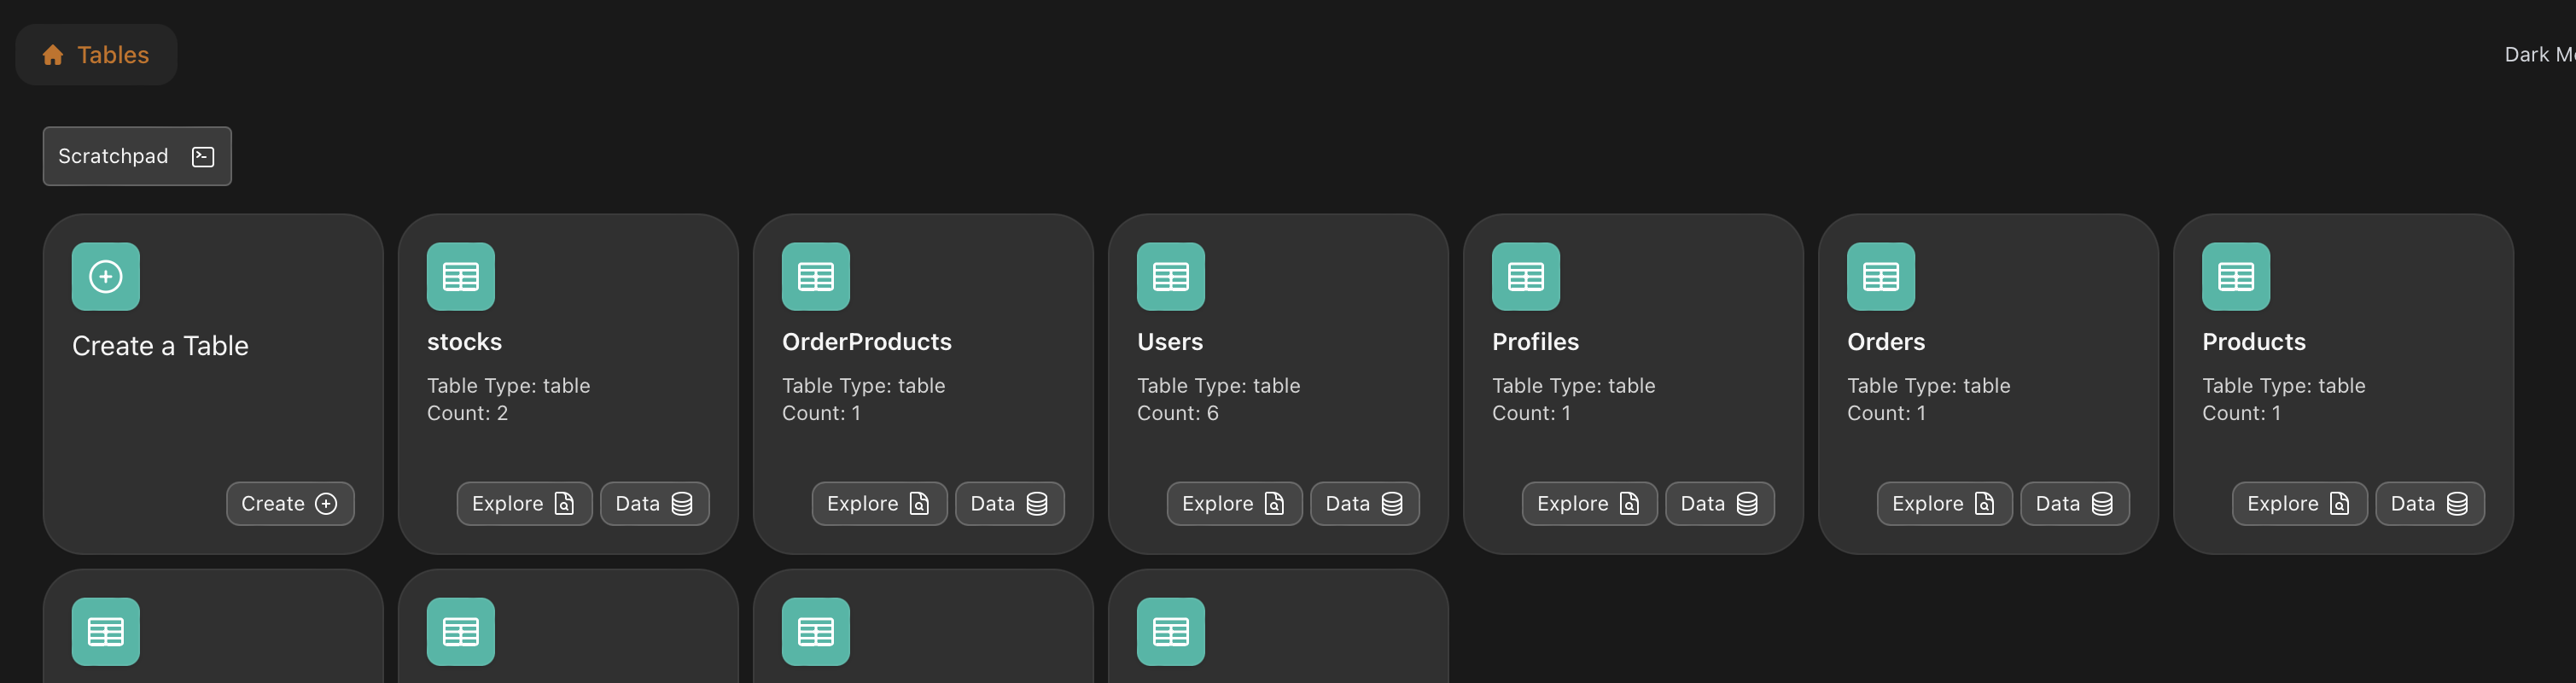 Tables
Dark Mo
Scratchpad
Create a Table
Create
stocks
Table Type: table
Count: 2
Explore
Data
OrderProducts
Table Type: table
Count: 1
Explore
Data
Users
Table Type: table
Count: 6
Explore
Data
Profiles
Table Type: table
Count: 1
Explore
Data
Orders
Table Type: table
Count: 1
Explore
Data
Products
Table Type: table
Count: 1
Explore
Data